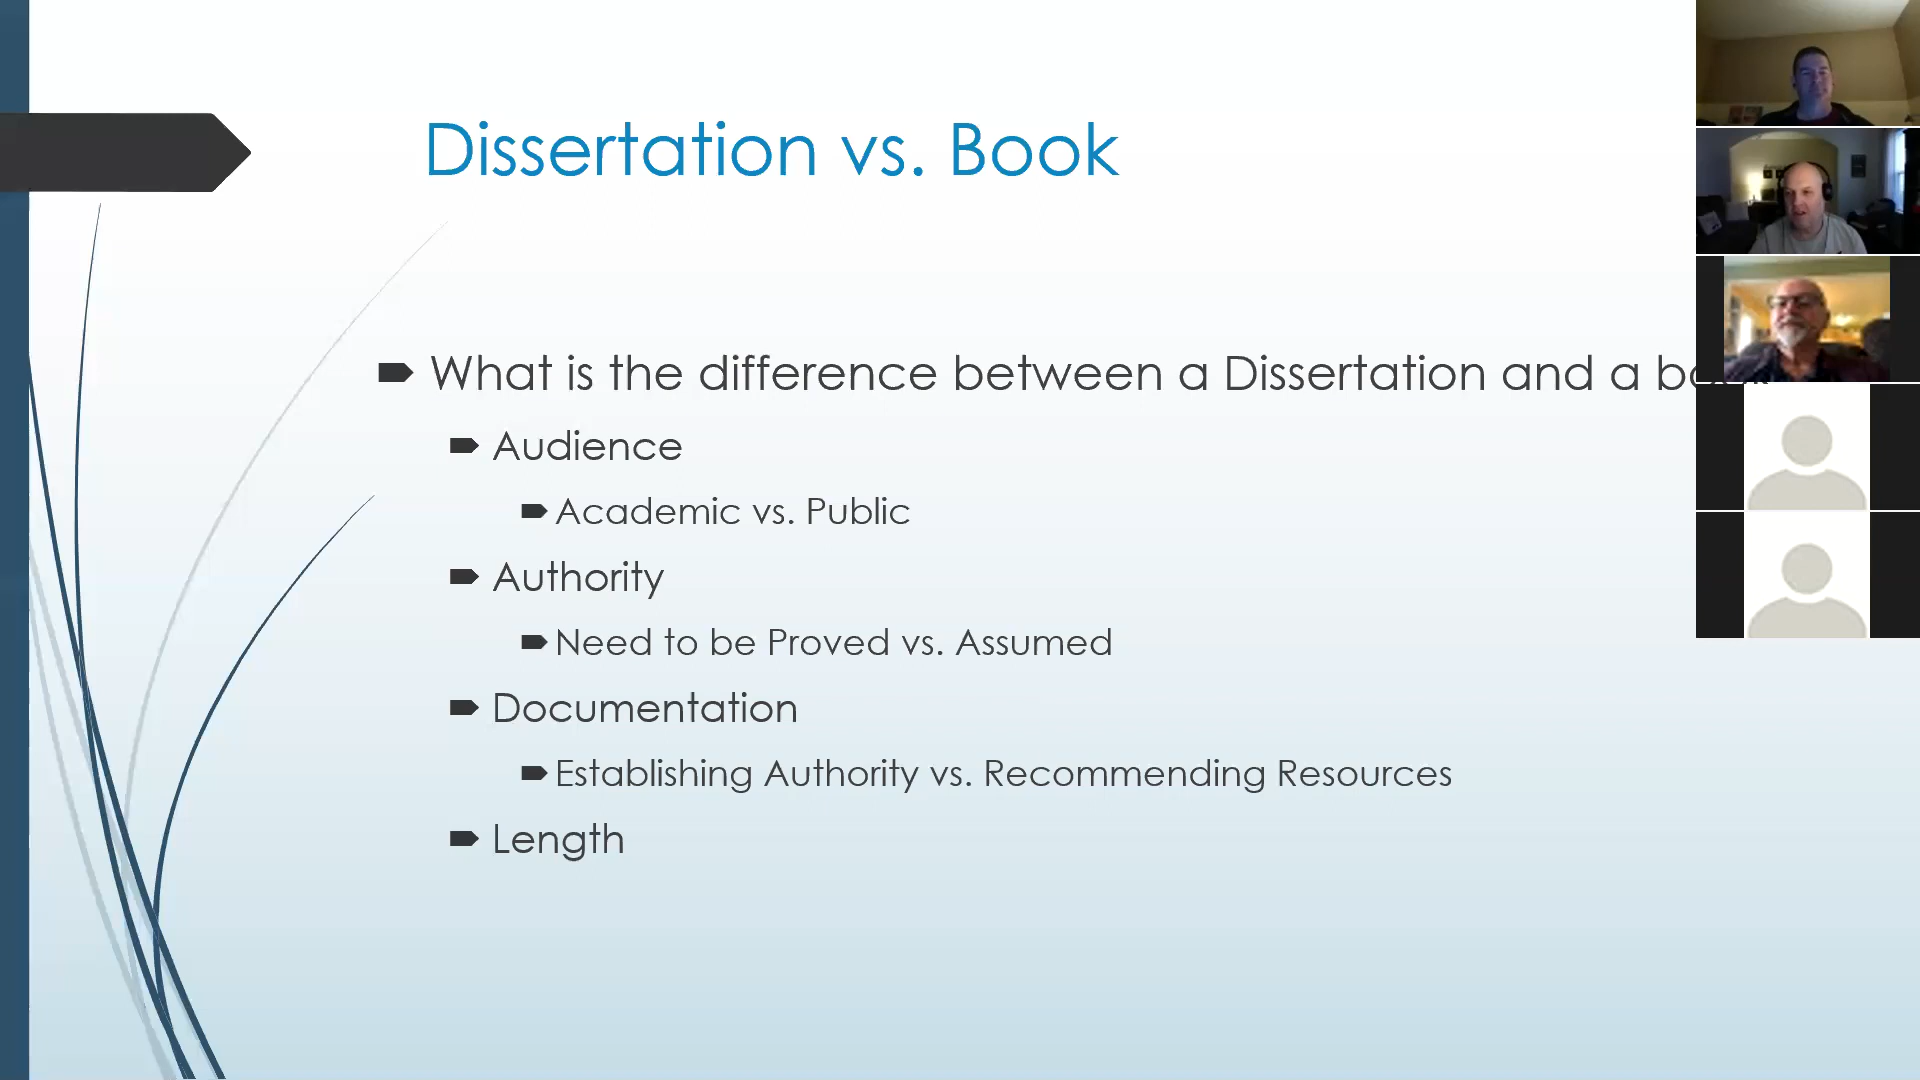 Dissertation vs. Book
What is the difference between a Dissertation and a
Audience
Academic vs. Public
Authority
Need to be Proved vs. Assumed
Documentation
Establishing Authority vs. Recommending Resources
Length